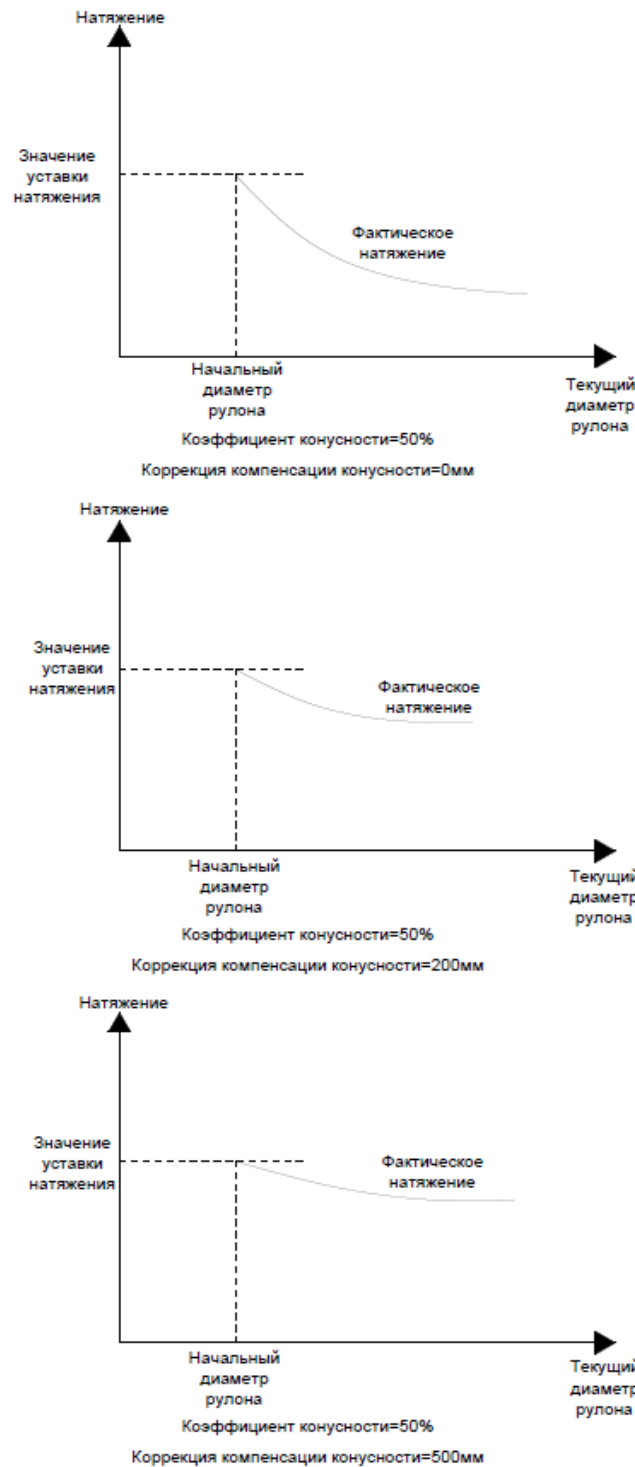 Натяжение
Значение
уставки
натяжения
Фактическое
натяжение
Начальный
диаметр
рулона
Текущий
диаметр
рулона
Коэффициент конусности=50%
Коррекция компенсации конусности=0мм
Натяжение
Значение
уставки
натяжения
Фактическое
натяжение
Начальный
диаметр
рулона
Текущий
диаметр
рулона
Коэффициент конусности=50%
Коррекция компенсации конусности=200мм
Натяжение
Значение
уставки
натяжения
Фактическое
натяжение
Начальный
диаметр
рулона
Текущий
диаметр
рулона
Коэффициент конусности=50%
Коррекция компенсации конусности=500мм